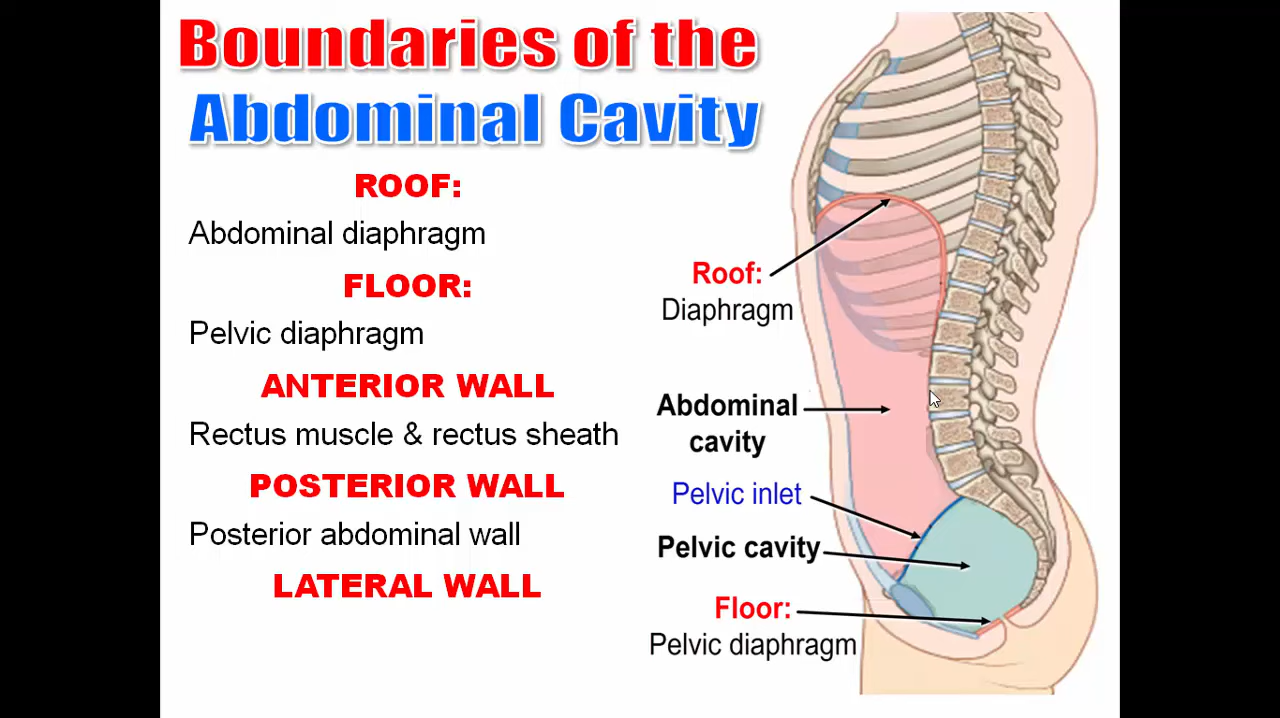 Boundaries of the
Abdominal Cavity
ROOF:
Abdominal diaphragm
FLOOR:
Pelvic diaphragm
ANTERIOR WALL
Rectus muscle & rectus sheath
POSTERIOR WALL
Posterior abdominal wall
LATERAL WALL
Roof:
Diaphragm
Abdominal
cavity
Pelvic inlet
Pelvic cavity
Floor:
Pelvic diaphragm